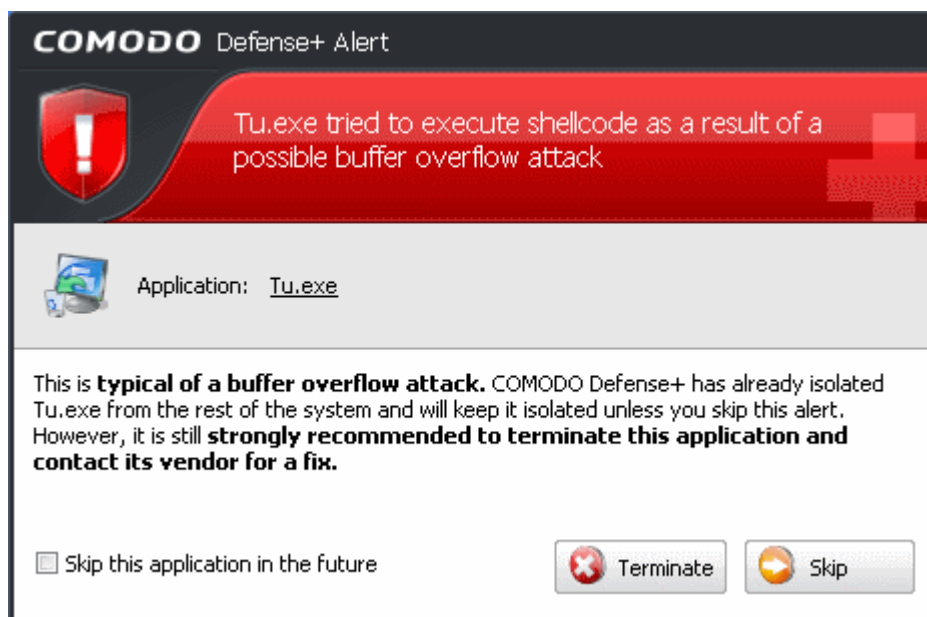 COMODO Defense+ Alert
Tu.exe tried to execute shellcode as a result of a
possible buffer overflow attack
Application: Tu.exe
This is typical of a buffer overflow attack. COMODO Defense+ has already isolated
Tu.exe from the rest of the system and will keep it isolated unless you skip this alert.
However, it is still strongly recommended to terminate this application and
contact its vendor for a fix.
Skip this application in the future
Terminate
Skip